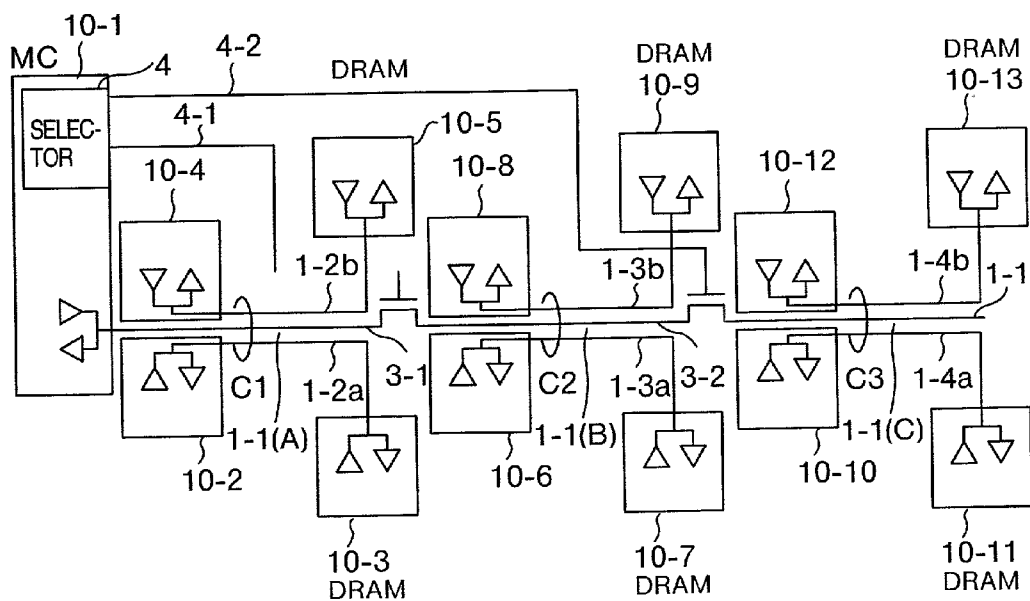 10-1
MC
4
4-2
DRAM
DRAM
10-9
DRAM
10-13
SELEC-
TOR
4-1
10-5
10-4
10-8
10-12
1-2b
1-3b
1-4b
1-1
C1
1-2a
3-1
C2
1-3a
3-2
C3
1-4a
1-1(A)
1-1(B)
1-1(C)
10-2
10-6
10-10
10-3
DRAM
10-7
DRAM
10-11
DRAM